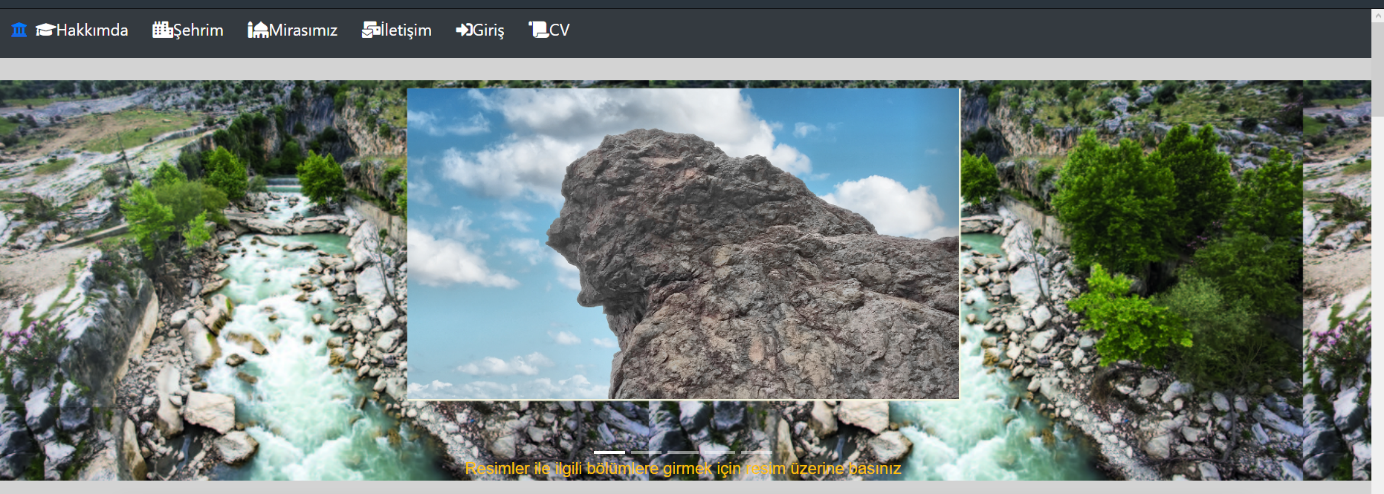 Hakkımda Şehrim Mirasımız İletişim Giriş CV
Resimler ile ilgili bölümlere girmek için resim üzerine basınız